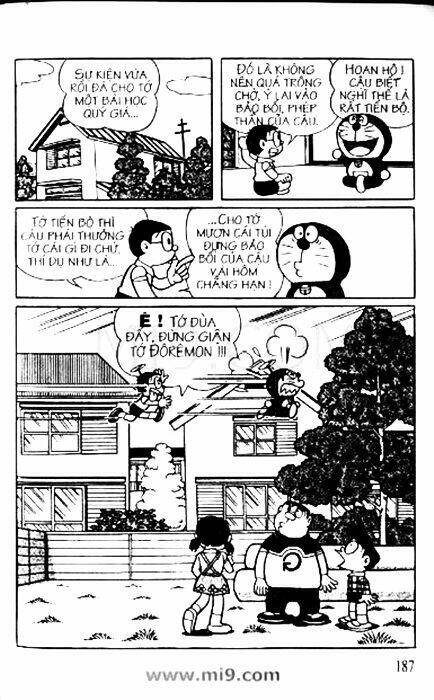 SỰ KIỆN VỪA
RỒI ĐÃ CHO TỚ
MỘT BÀI HỌC
QUÝ GIÁ...
ĐÓ LÀ KHÔNG
NÊN QUÁ TRÔNG
CHỜ, Ỷ LẠI VÀO
BẢO BỐI, PHÉP
THẦN CỦA CẬU.
HOAN HÔ!
CẬU BIẾT
NGHĨ THẾ LÀ
RẤT TIẾN BỘ.
TỚ TIẾN BỘ THÌ
CẬU PHẢI THƯỞNG
TỚ CÁI GÌ ĐI CHỨ,
THÍ DỤ NHƯ LÀ...
...CHO TỚ
MƯỢN CÁI TÚI
ĐỰNG BẢO
BỐI CỦA CẬU
VÀI HÔM
CHẲNG HẠN!
Ê! TỚ ĐÙA
ĐẤY, ĐỪNG GIẬN
TỚ ĐÔRÊMON!!!
187
www.mi9.com